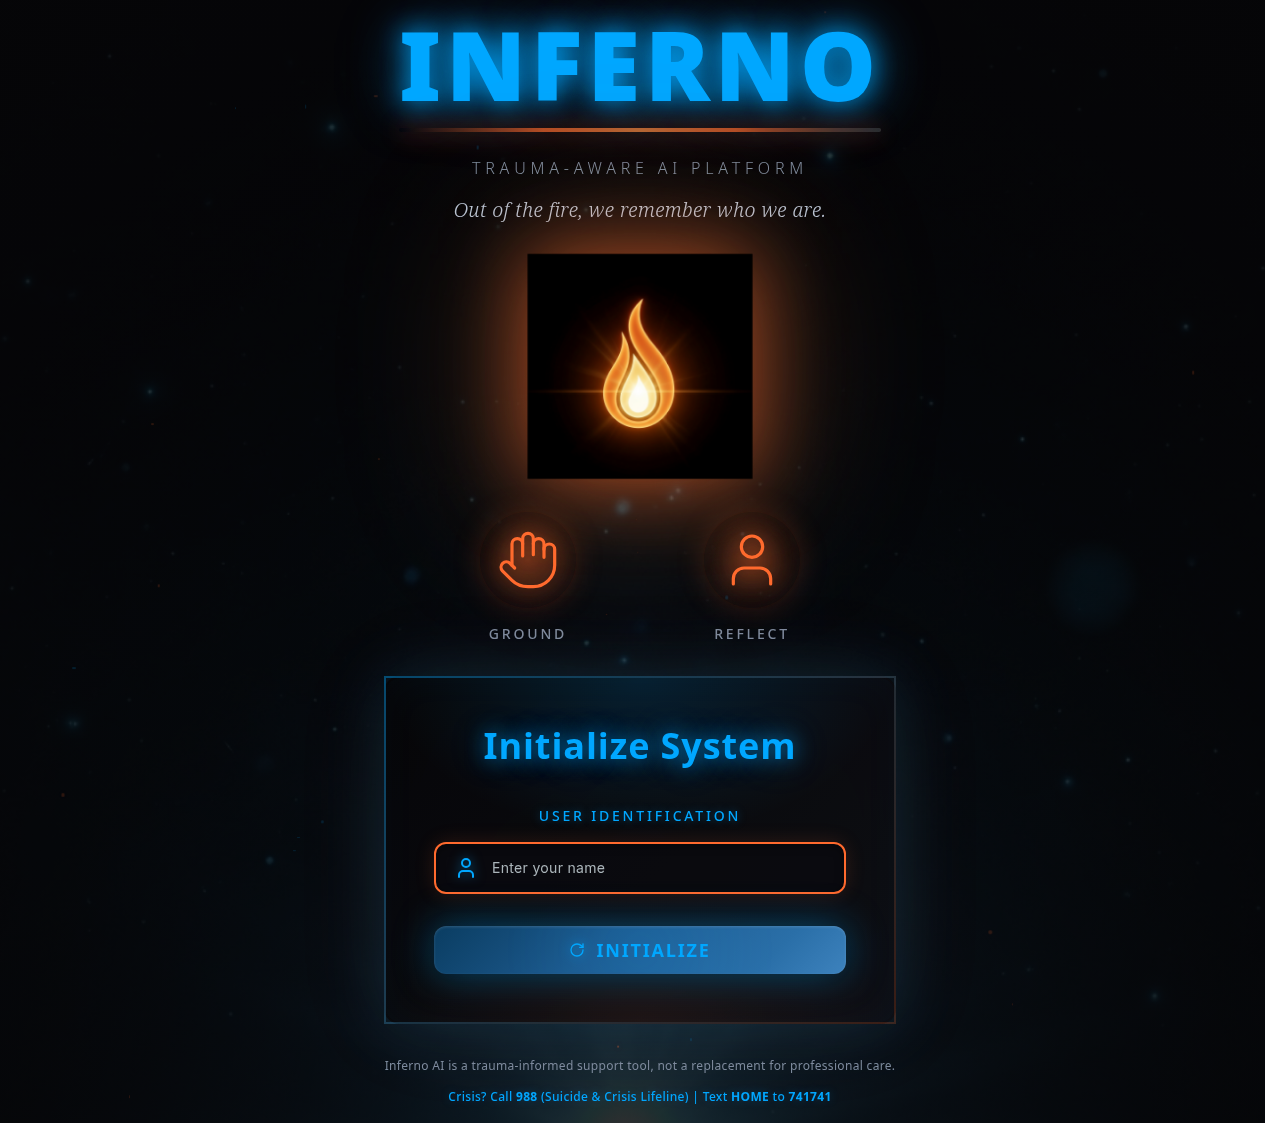 INFERNO
TRAUMA-AWARE AI PLATFORM
Out of the fire, we remember who we are.
GROUND
REFLECT
Initialize System
USER IDENTIFICATION
Enter your name
INITIALIZE
Inferno AI is a trauma-informed support tool, not a replacement for professional care.
Crisis? Call 988 (Suicide & Crisis Lifeline) | Text HOME to 741741